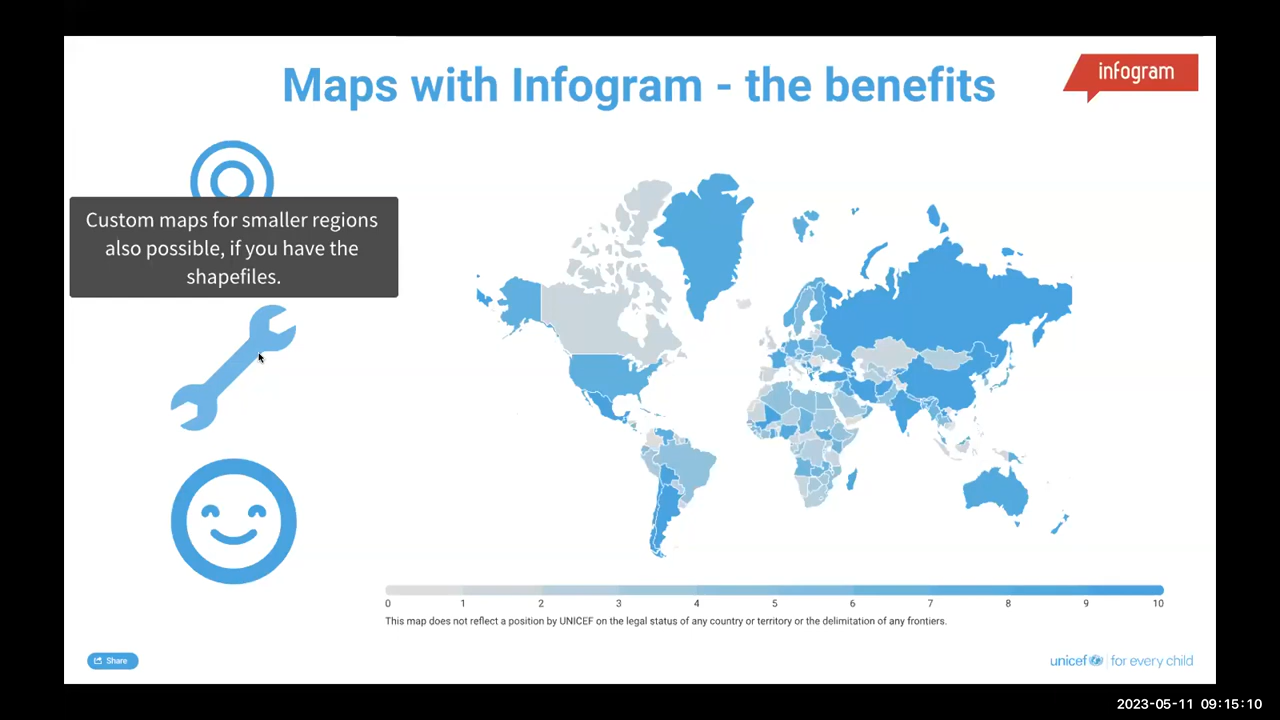 Maps with Infogram - the benefits
infogram
Custom maps for smaller regions
also possible, if you have the
shapefiles.
0 1 2 3 4 5 6 7 8 9 10
This map does not reflect a position by UNICEF on the legal status of any country or territory or the delimitation of any frontiers.
Share
unicef for every child
2023-05-11 09:15:10